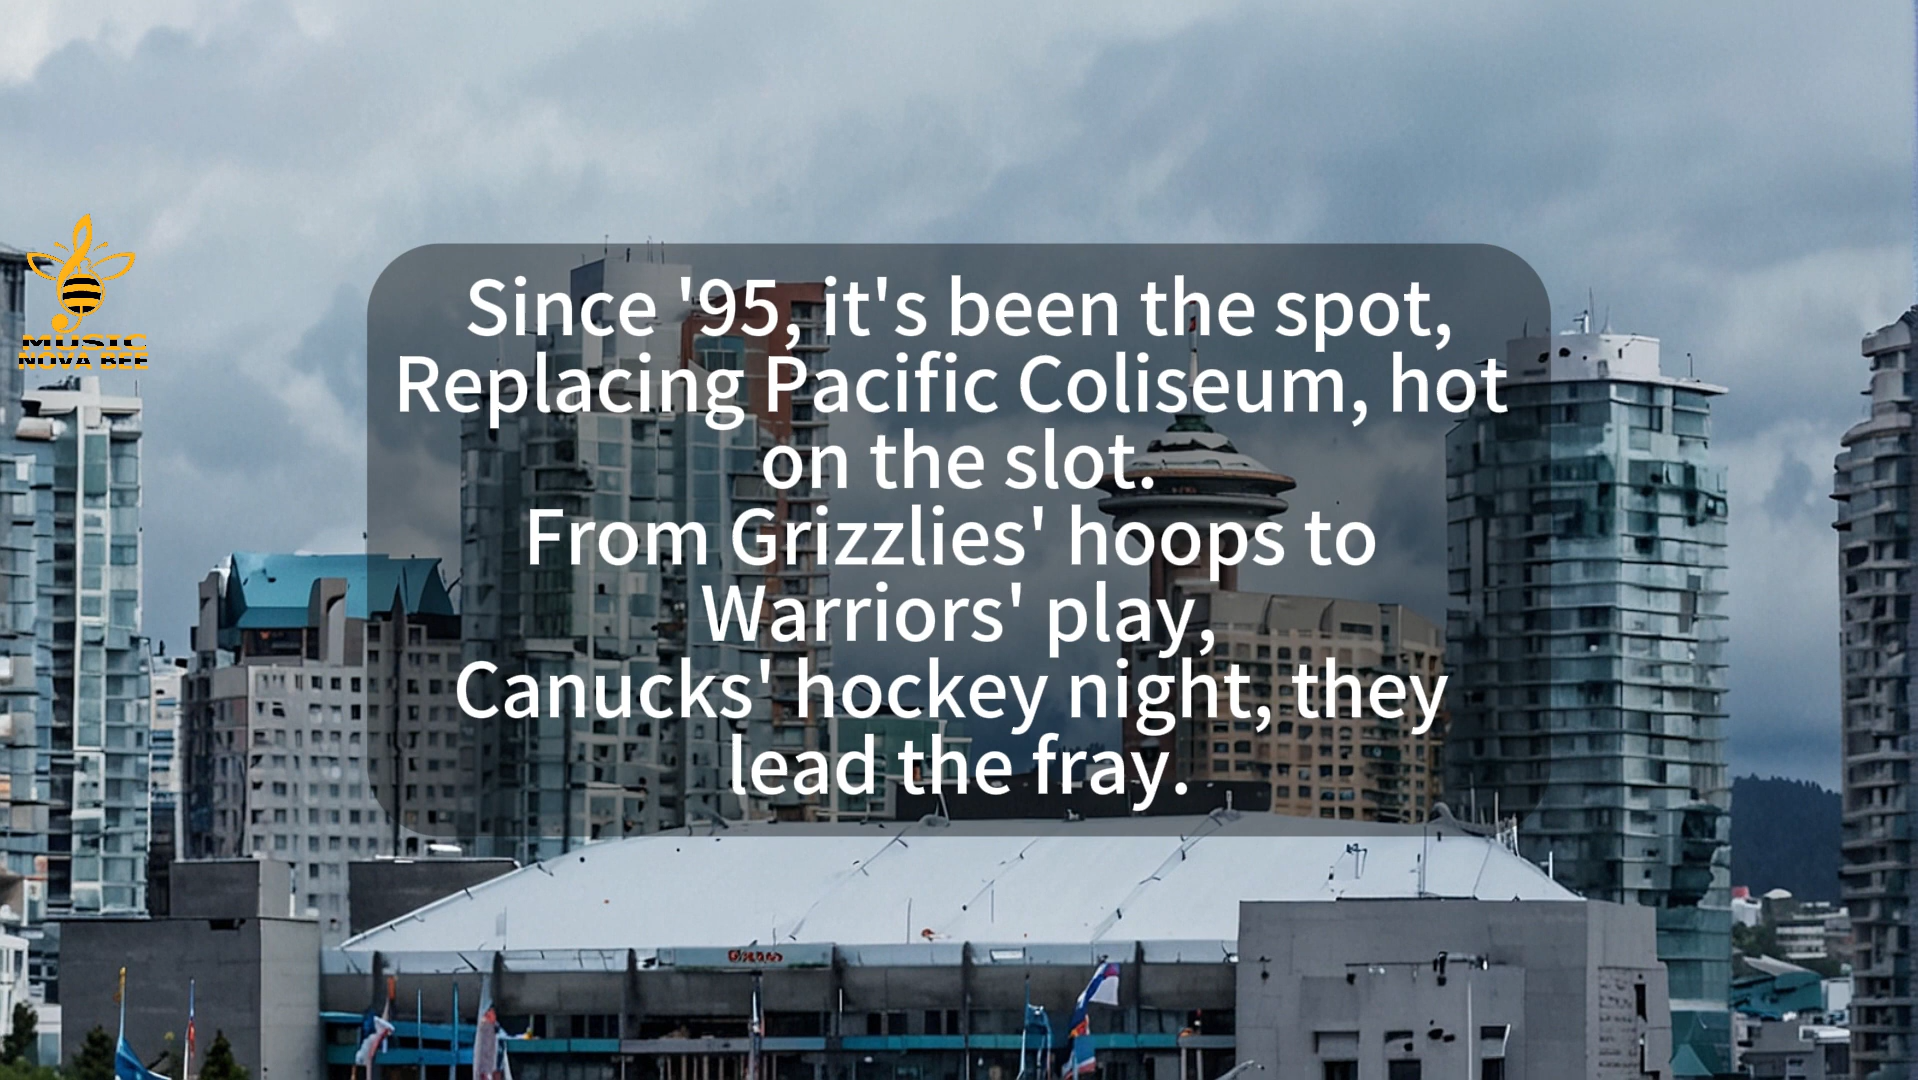 MUSIC
NOVA BEE
Since '95, it's been the spot,
Replacing Pacific Coliseum, hot
on the slot.
From Grizzlies' hoops to
Warriors' play,
Canucks' hockey night, they
lead the fray.